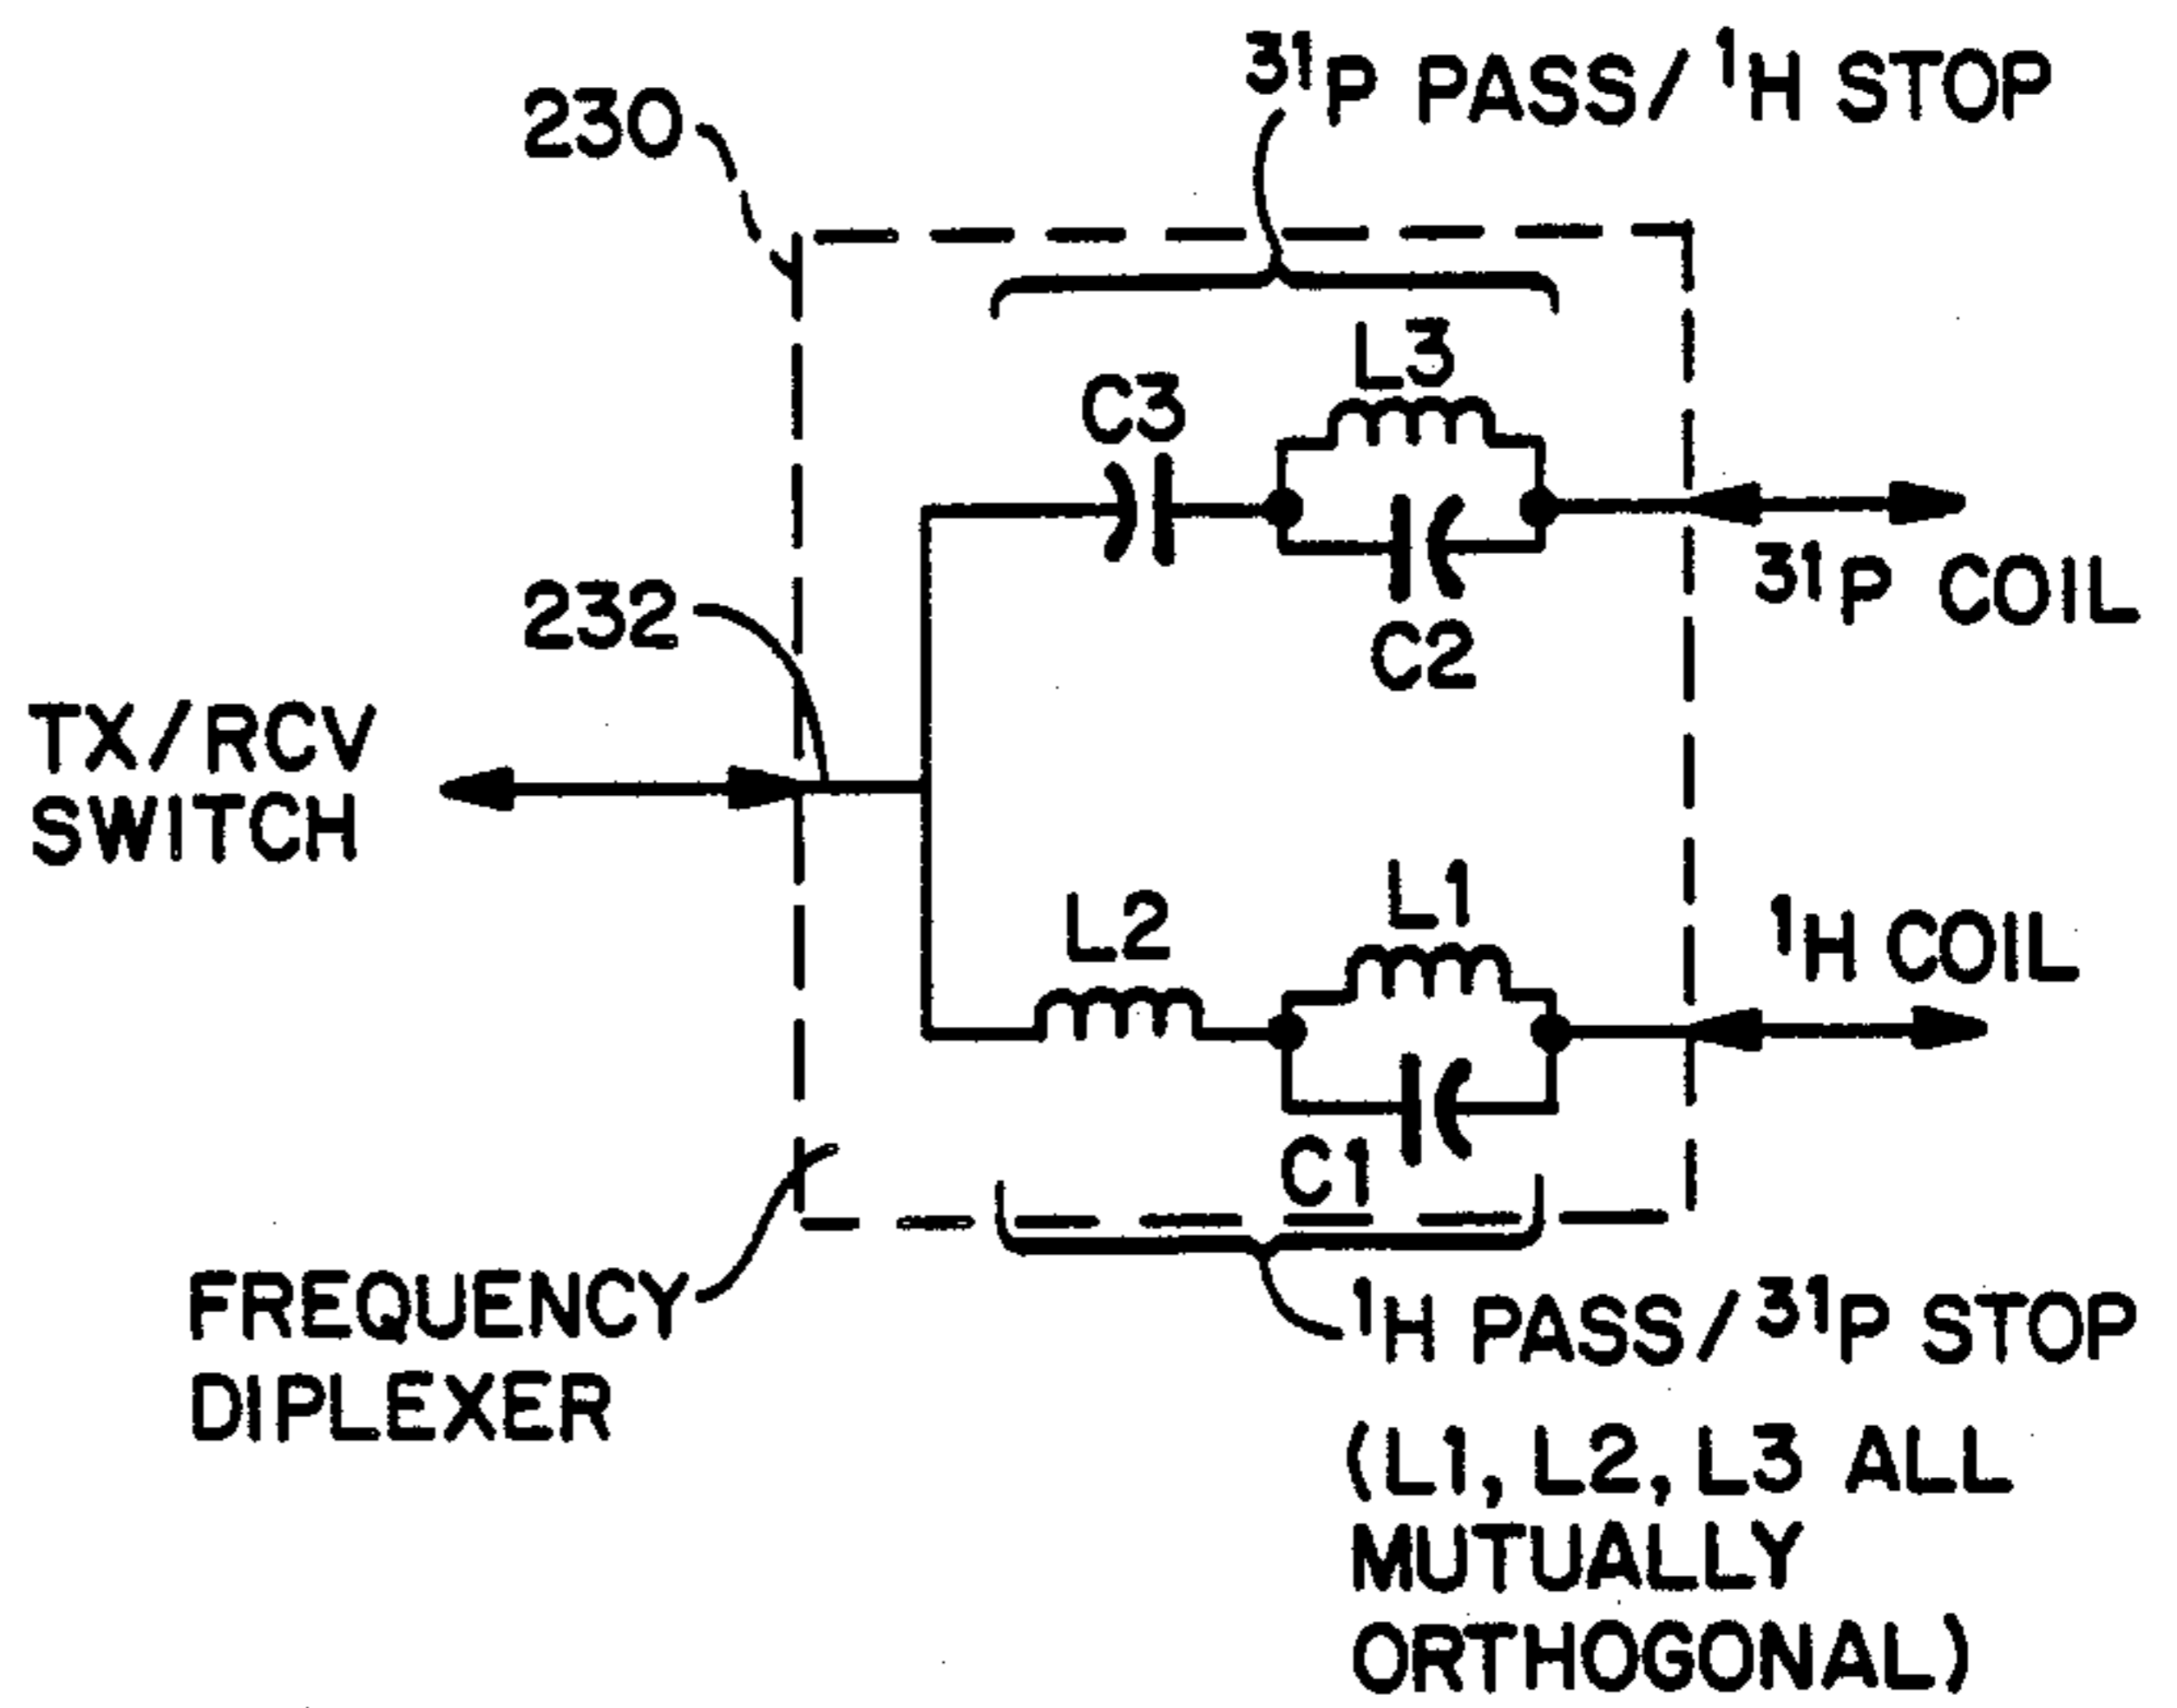 ³¹P PASS/¹H STOP
230
L3
C3
³¹P COIL
232
C2
TX/RCV
SWITCH
L1
L2
¹H COIL
C1
FREQUENCY
DIPLEXER
¹H PASS/³¹P STOP
(L1, L2, L3 ALL
MUTUALLY
ORTHOGONAL)